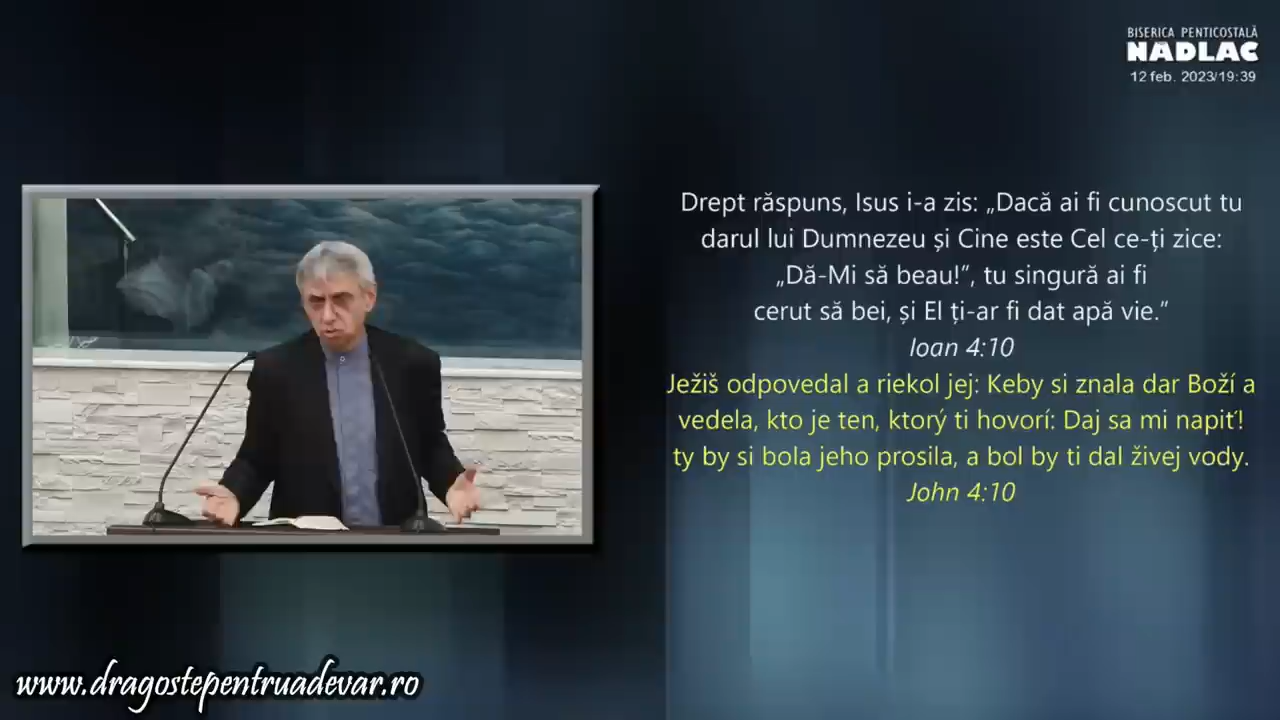 BISERICA PENTICOSTALĂ
NĂDLAC
12 feb. 2023/19:39
Drept răspuns, Isus i-a zis: „Dacă ai fi cunoscut tu
darul lui Dumnezeu și Cine este Cel ce-ți zice:
„Dă-Mi să beau!”, tu singură ai fi
cerut să bei, și El ți-ar fi dat apă vie.”
Ioan 4:10
Ježiš odpovedal a riekol jej: Keby si znala dar Boží a
vedela, kto je ten, ktorý ti hovorí: Daj sa mi napiť!
ty by si bola jeho prosila, a bol by ti dal živej vody.
John 4:10
www.dragostepentruadevar.ro